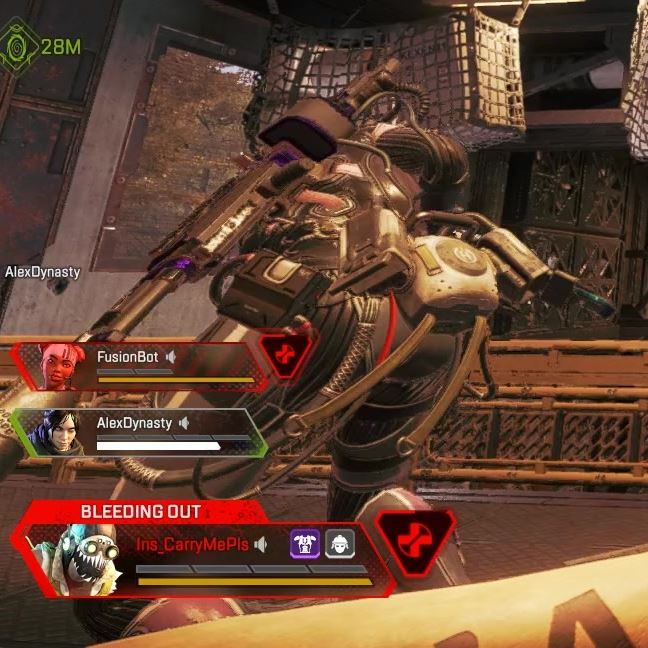 28M
AlexDynasty
FusionBot
AlexDynasty
BLEEDING OUT
Ins_CarryMePls